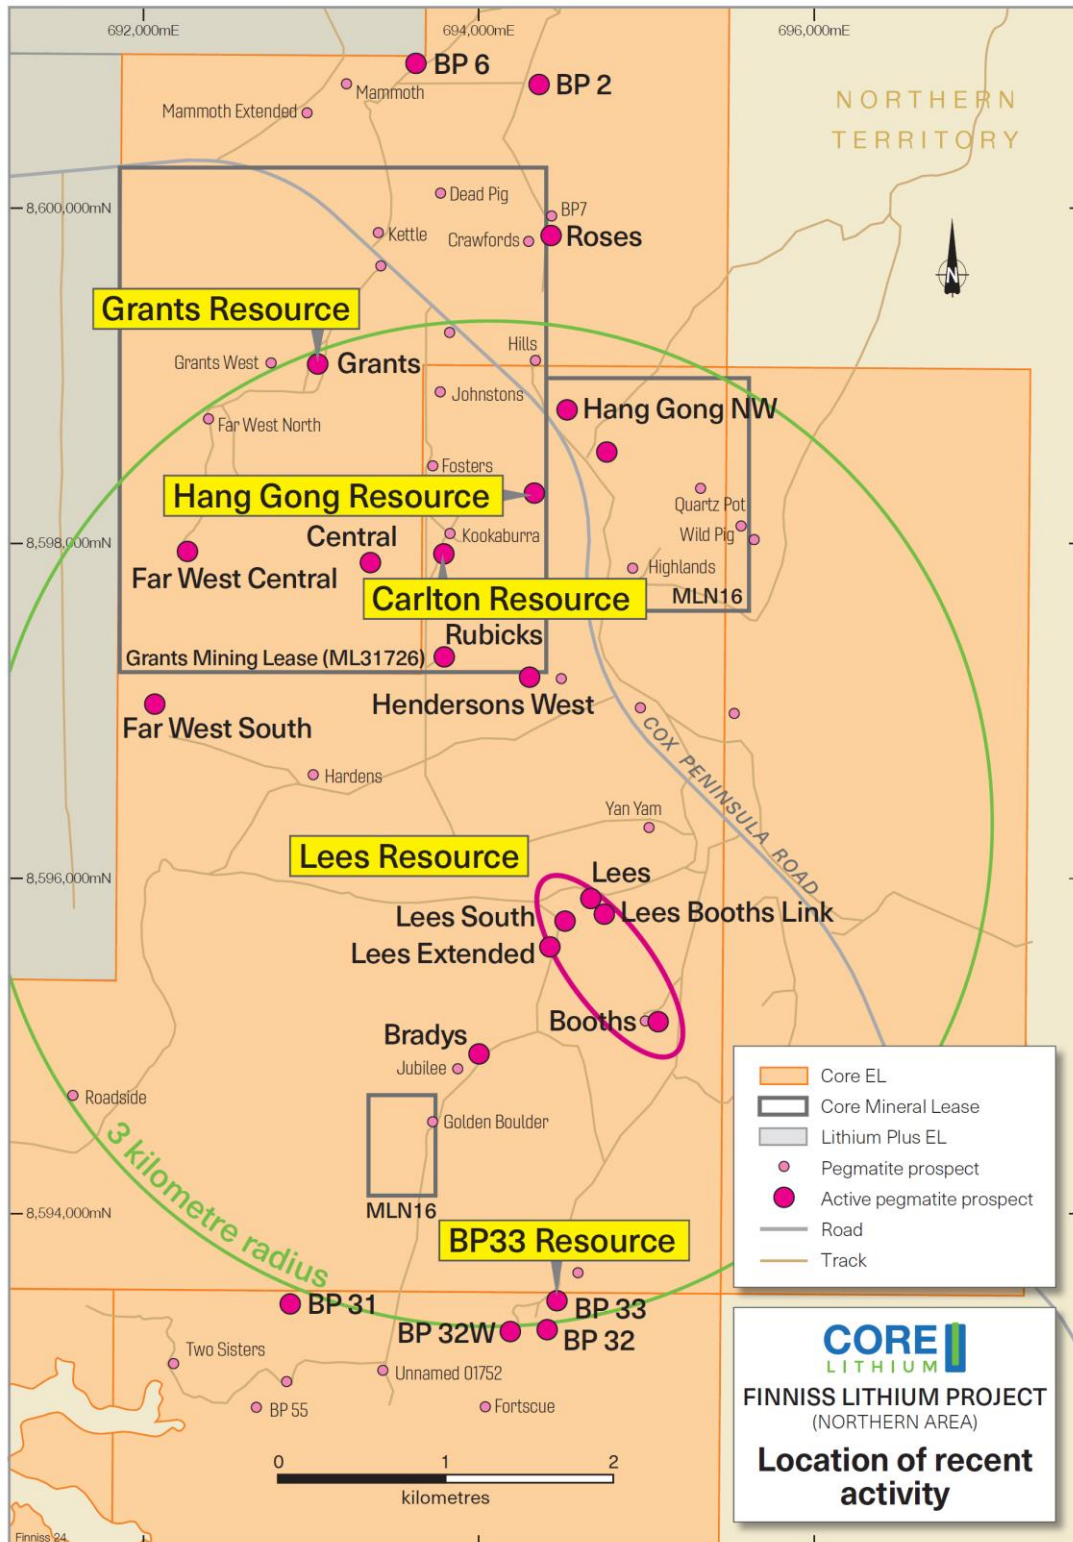 692,000mE
694,000mE
696,000mE
BP 6
BP 2
Mammoth
Mammoth Extended
NORTHERN
TERRITORY
Dead Pig
8,600,000mN
BP7
Kettle
Crawfords
Roses
N
Grants Resource
Hills
Grants West
Grants
Johnstons
Hang Gong NW
Far West North
Fosters
Hang Gong Resource
Quartz Pot
Central
Kookaburra
Wild Pig
8,598,000mN
Far West Central
Highlands
Carlton Resource
MLN16
Rubicks
Grants Mining Lease (ML31726)
Hendersons West
Far West South
COX PENINSULA ROAD
Hardens
Yan Yam
Lees Resource
Lees
8,596,000mN
Lees South
Lees Booths Link
Lees Extended
Booths
Bradys
Jubilee
Roadside
Golden Boulder
3 kilometre radius
MLN16
8,594,000mN
BP33 Resource
BP 31
BP 33
BP 32W
BP 32
Two Sisters
Unnamed 01752
BP 55
Fortscue
0 1 2
kilometres
Finniss 24
Core EL
Core Mineral Lease
Lithium Plus EL
Pegmatite prospect
Active pegmatite prospect
Road
Track
CORE
LITHIUM
FINNISS LITHIUM PROJECT
(NORTHERN AREA)
Location of recent
activity